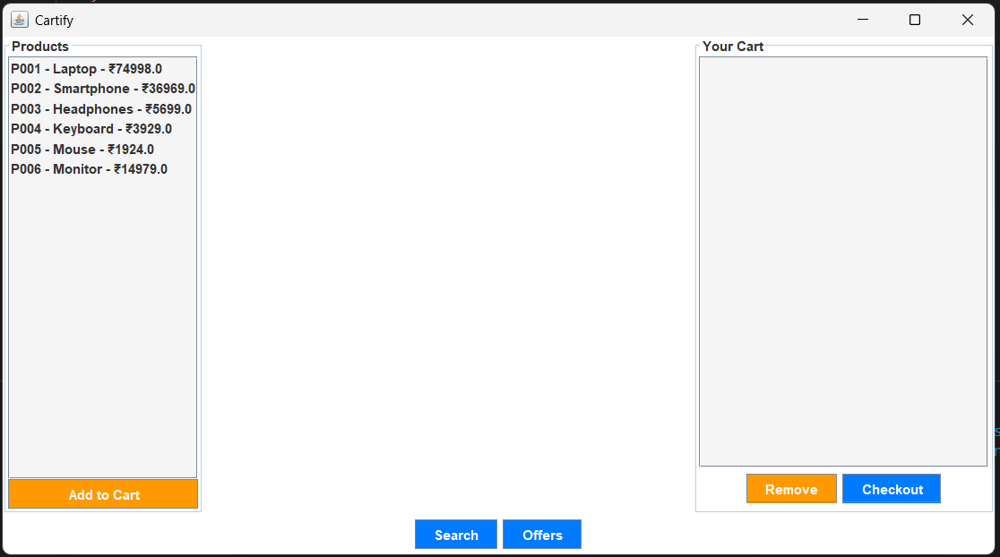 Cartify
Products
P001 - Laptop - ₹74998.0
P002 - Smartphone - ₹36969.0
P003 - Headphones - ₹5699.0
P004 - Keyboard - ₹3929.0
P005 - Mouse - ₹1924.0
P006 - Monitor - ₹14979.0
Add to Cart
Your Cart
Remove Checkout
Search Offers